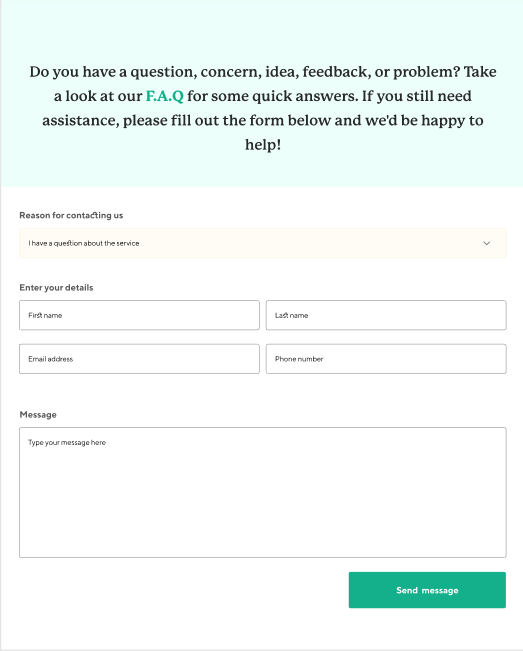 Do you have a question, concern, idea, feedback, or problem? Take
a look at our F.A.Q for some quick answers. If you still need
assistance, please fill out the form below and we'd be happy to
help!
Reason for contacting us
I have a question about the service
Enter your details
First name
Last name
Email address
Phone number
Message
Type your message here
Send message